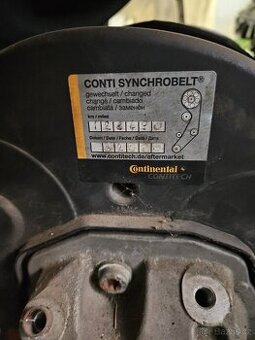 CONTI SYNCHROBELT®
gewechselt / changed
changé / cambiado
cambiata / заменён
km / miles
Datum / Date / Fecha / Data / Дата
www.contitech.de/aftermarket
Continental
CONTITECH